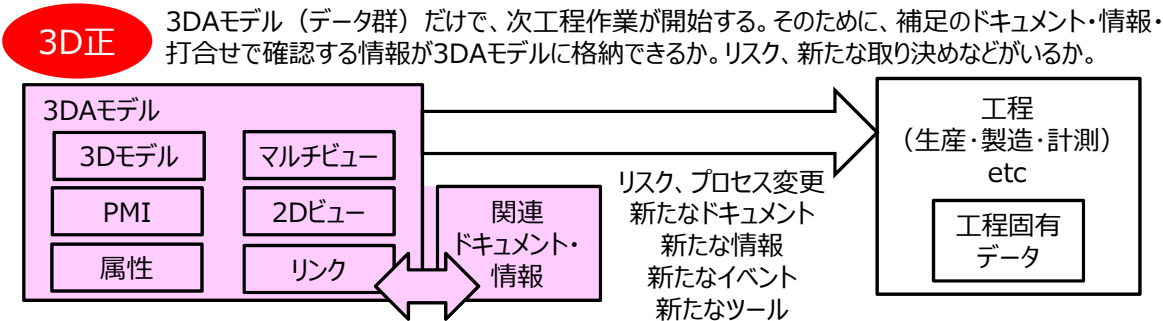 3D正
3DAモデル（データ群）だけで、次工程作業が開始する。そのために、補足のドキュメント・情報・
打合せで確認する情報が3DAモデルに格納できるか。リスク、新たな取り決めなどがいるか。
3DAモデル
3Dモデル
マルチビュー
PMI
2Dビュー
属性
リンク
関連
ドキュメント・
情報
リスク、プロセス変更
新たなドキュメント
新たな情報
新たなイベント
新たなツール
工程
（生産・製造・計測）
etc
工程固有
データ